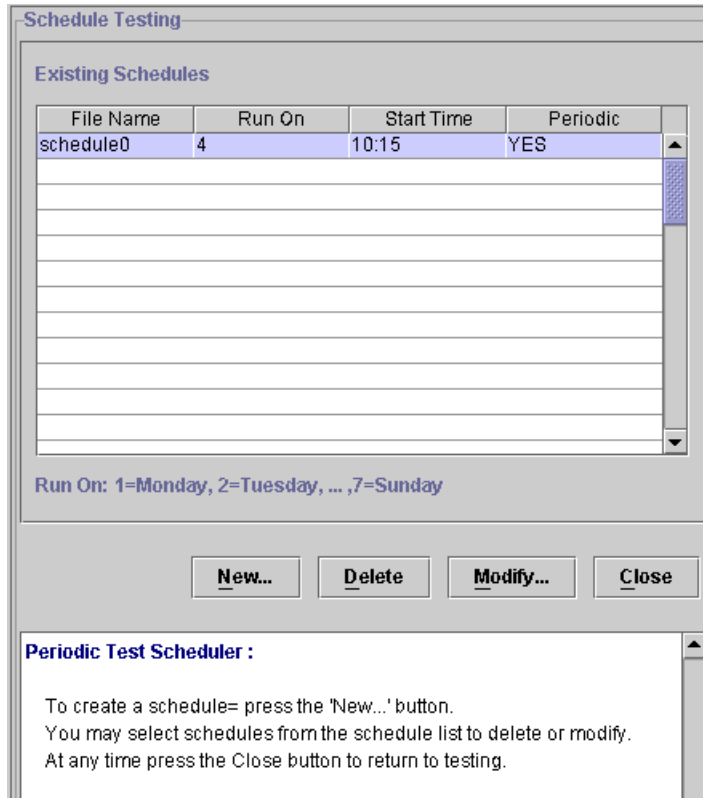 Schedule Testing
Existing Schedules
File Name Run On Start Time Periodic
schedule0 4 10:15 YES
Run On: 1=Monday, 2=Tuesday, ... ,7=Sunday
New... Delete Modify... Close
Periodic Test Scheduler :
To create a schedule= press the 'New...' button.
You may select schedules from the schedule list to delete or modify.
At any time press the Close button to return to testing.